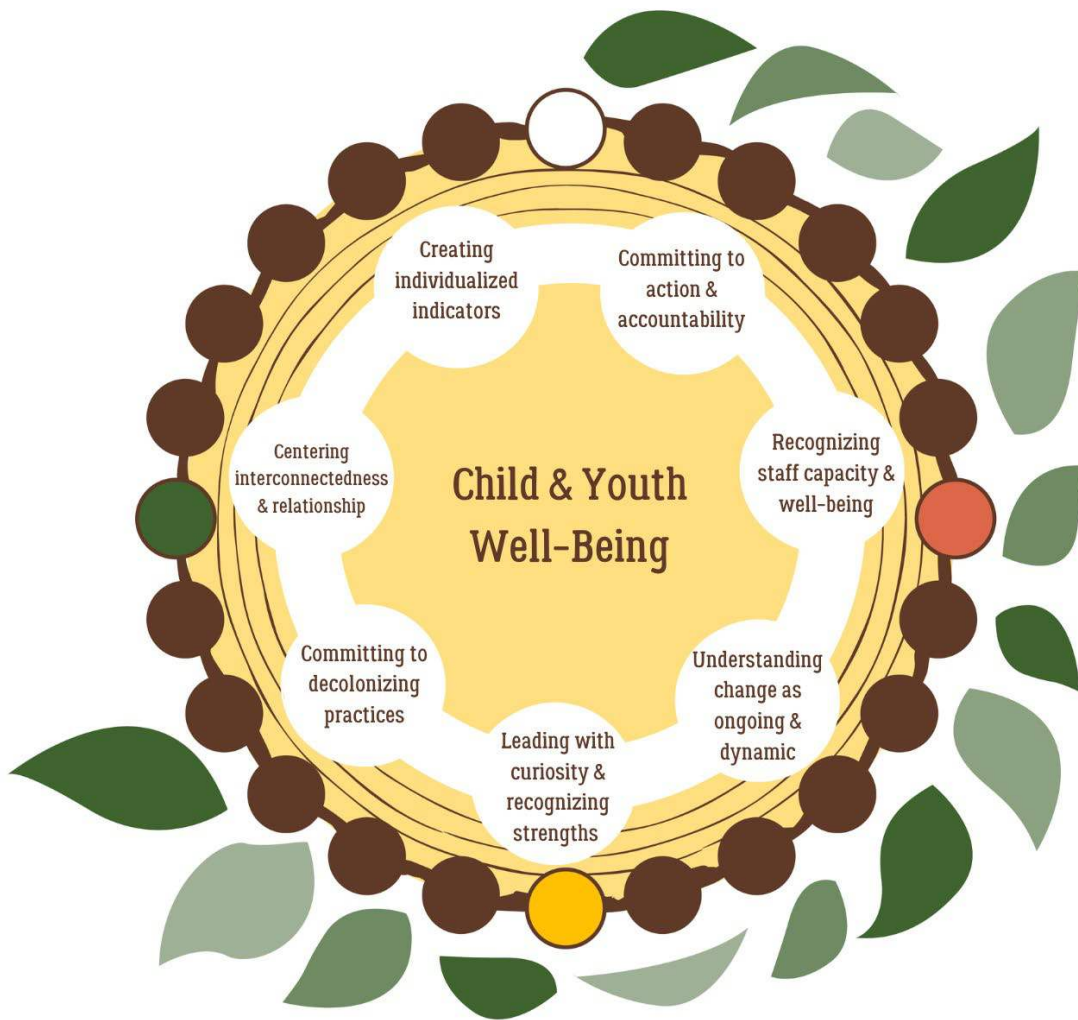 Child & Youth
Well-Being
Committing to
action &
accountability
Recognizing
staff capacity &
well-being
Understanding
change as
ongoing &
dynamic
Leading with
curiosity &
recognizing
strengths
Committing to
decolonizing
practices
Centering
interconnectedness
& relationship
Creating
individualized
indicators